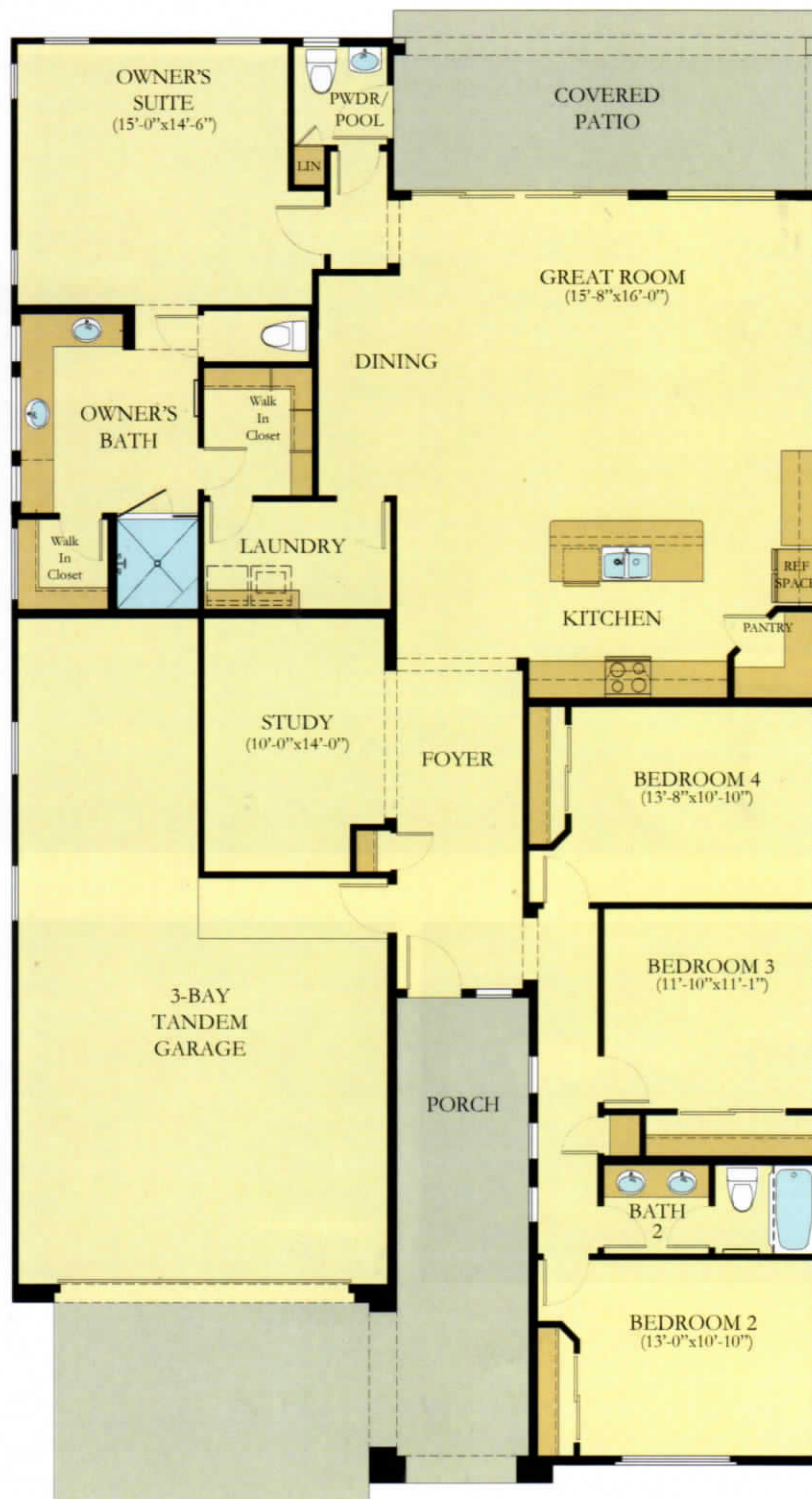 OWNER'S
SUITE
(15'-0"x14'-6")
PWDR/
POOL
LIN
COVERED
PATIO
GREAT ROOM
(15'-8"x16'-0")
DINING
OWNER'S
BATH
Walk
In
Closet
Walk
In
Closet
LAUNDRY
REF
SPACE
KITCHEN
PANTRY
STUDY
(10'-0"x14'-0")
FOYER
BEDROOM 4
(13'-8"x10'-10")
BEDROOM 3
(11'-10"x11'-1")
3-BAY
TANDEM
GARAGE
PORCH
BATH
2
BEDROOM 2
(13'-0"x10'-10")